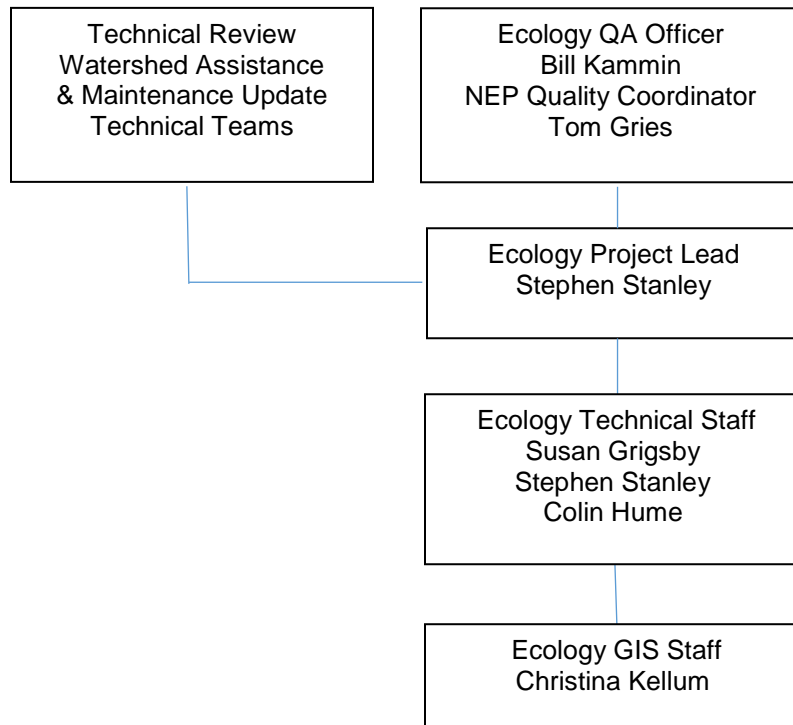 Technical Review
Watershed Assistance
& Maintenance Update
Technical Teams
Ecology QA Officer
Bill Kammin
NEP Quality Coordinator
Tom Gries
Ecology Project Lead
Stephen Stanley
Ecology Technical Staff
Susan Grigsby
Stephen Stanley
Colin Hume
Ecology GIS Staff
Christina Kellum